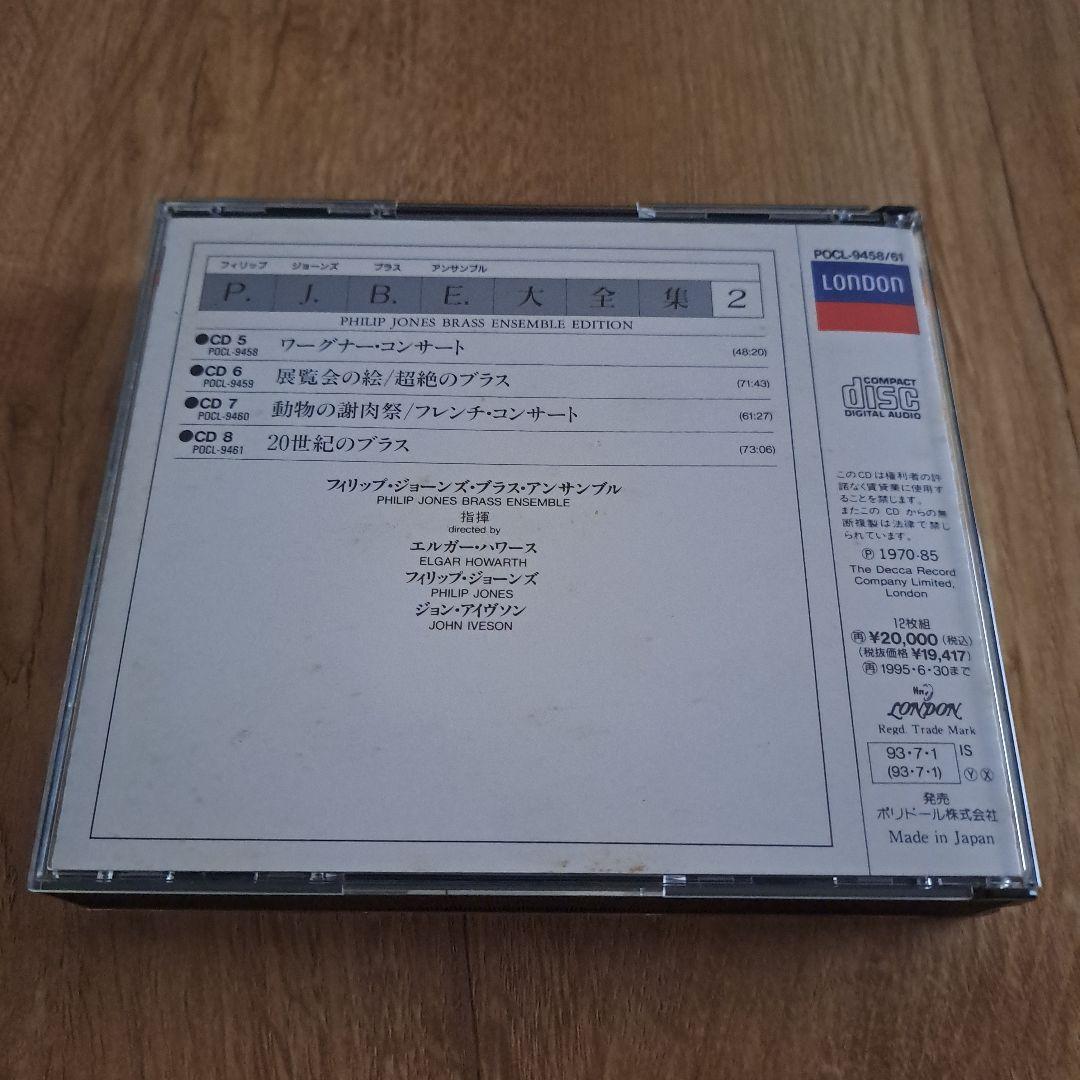 フィリップ ジョーンズ ブラス アンサンブル
P. J. B. E. 大 全 集 2
PHILIP JONES BRASS ENSEMBLE EDITION
●CD 5 ワーグナー・コンサート (48:20)
POCL-9458
●CD 6 展覧会の絵/超絶のブラス (71:43)
POCL-9459
●CD 7 動物の謝肉祭/フレンチ・コンサート (61:27)
POCL-9460
●CD 8 20世紀のブラス (73:06)
POCL-9461
フィリップ・ジョーンズ・ブラス・アンサンブル
PHILIP JONES BRASS ENSEMBLE
指揮
directed by
エルガー・ハワース
ELGAR HOWARTH
フィリップ・ジョーンズ
PHILIP JONES
ジョン・アイヴソン
JOHN IVESON
POCL-9458/61
LONDON
COMPACT
disc
DIGITAL AUDIO
このCDは権利者の許
諾なく賃貸業に使用す
ることを禁じます。
またこの CD からの無
断複製は法律で禁じ
られています。
Ⓟ 1970-85
The Decca Record
Company Limited,
London
12枚組
㊞ ¥20,000 (税込)
(税抜価格 ¥19,417)
再 1995・6・30まで
LONDON
Regd. Trade Mark
93・7・1 IS
(93・7・1) Ⓨ Ⓧ
発売
ポリドール株式会社
Made in Japan